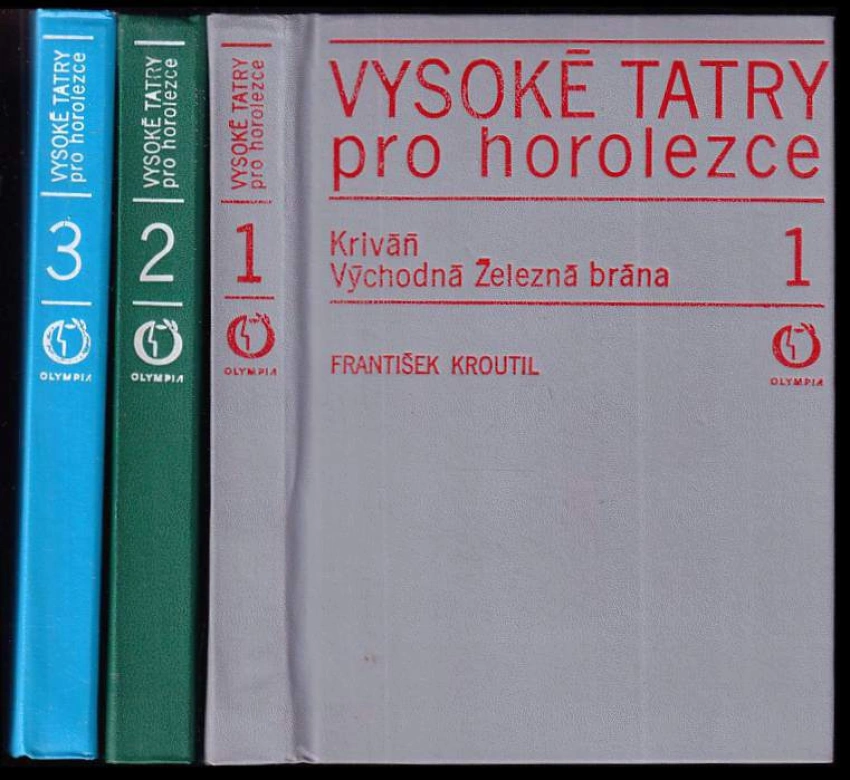 VYSOKÉ TATRY
pro horolezce
3
OLYMPIA
VYSOKÉ TATRY
pro horolezce
2
OLYMPIA
VYSOKÉ TATRY
pro horolezce
1
OLYMPIA
VYSOKÉ TATRY
pro horolezce
Kriváň
Východná Železná brána
1
FRANTIŠEK KROUTIL
OLYMPIA